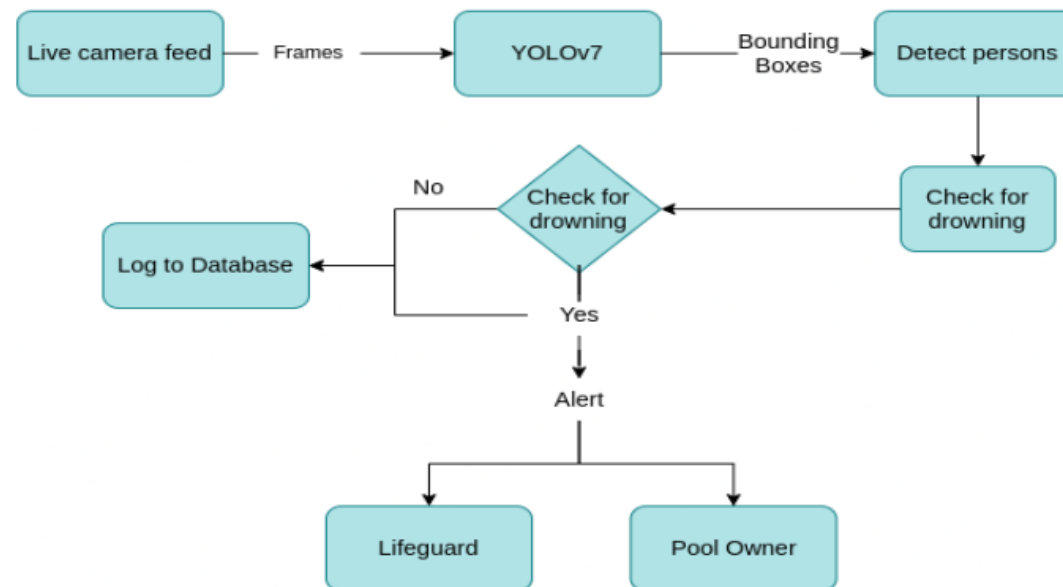 Live camera feed
Frames
YOLOv7
Bounding
Boxes
Detect persons
No
Check for
drowning
Check for
drowning
Log to Database
Yes
Alert
Lifeguard
Pool Owner